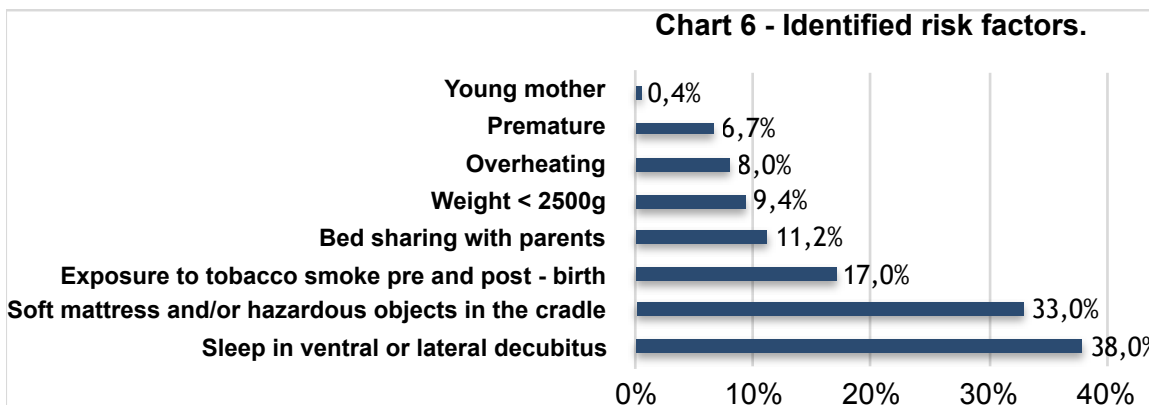 Chart 6 - Identified risk factors.
Young mother 0,4%
Premature 6,7%
Overheating 8,0%
Weight < 2500g 9,4%
Bed sharing with parents 11,2%
Exposure to tobacco smoke pre and post - birth 17,0%
Soft mattress and/or hazardous objects in the cradle 33,0%
Sleep in ventral or lateral decubitus 38,0%
0% 10% 20% 30% 40%